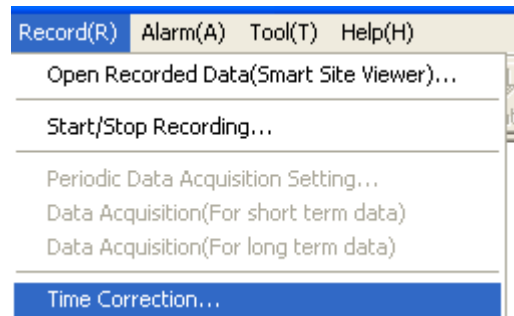 Record(R) Alarm(A) Tool(T) Help(H)
Open Recorded Data(Smart Site Viewer)...
Start/Stop Recording...
Periodic Data Acquisition Setting...
Data Acquisition(For short term data)
Data Acquisition(For long term data)
Time Correction...